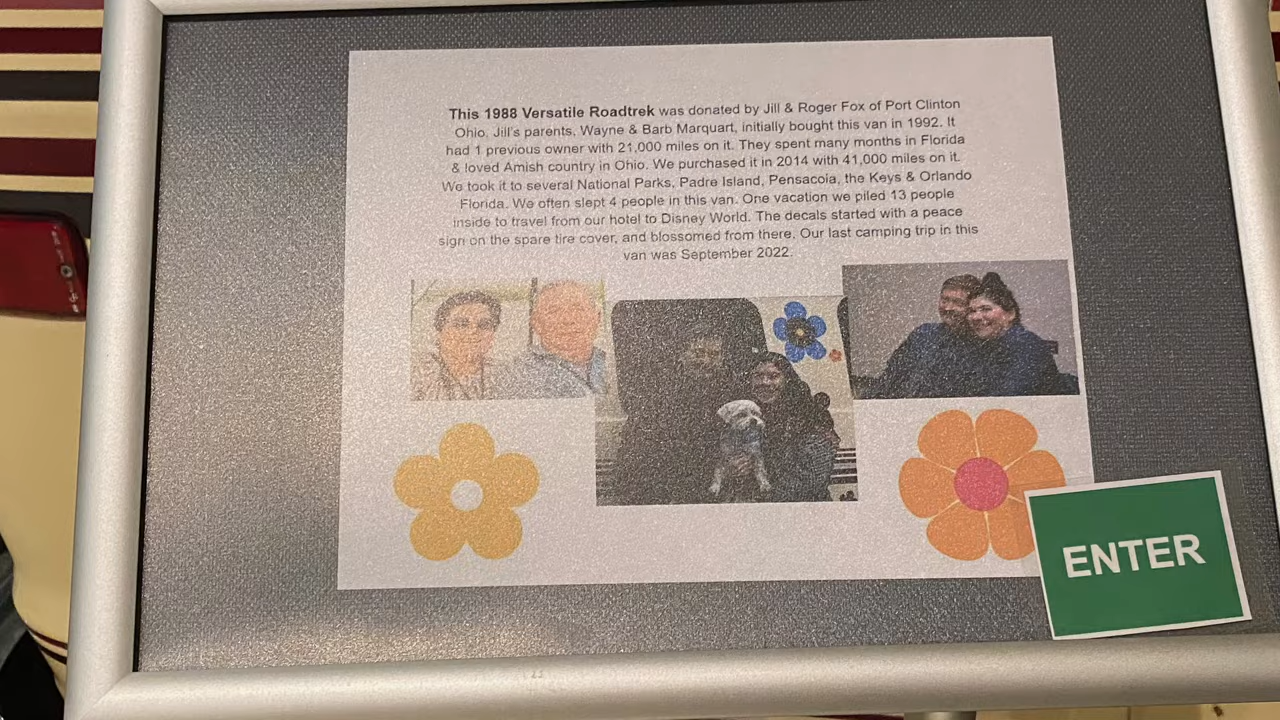 This 1988 Versatile Roadtrek was donated by Jill & Roger Fox of Port Clinton
Ohio. Jill's parents, Wayne & Barb Marquart, initially bought this van in 1992. It
had 1 previous owner with 21,000 miles on it. They spent many months in Florida
& loved Amish country in Ohio. We purchased it in 2014 with 41,000 miles on it.
We took it to several National Parks, Padre Island, Pensacola, the Keys & Orlando
Florida. We often slept 4 people in this van. One vacation we piled 13 people
inside to travel from our hotel to Disney World. The decals started with a peace
sign on the spare tire cover, and blossomed from there. Our last camping trip in this
van was September 2022.
ENTER